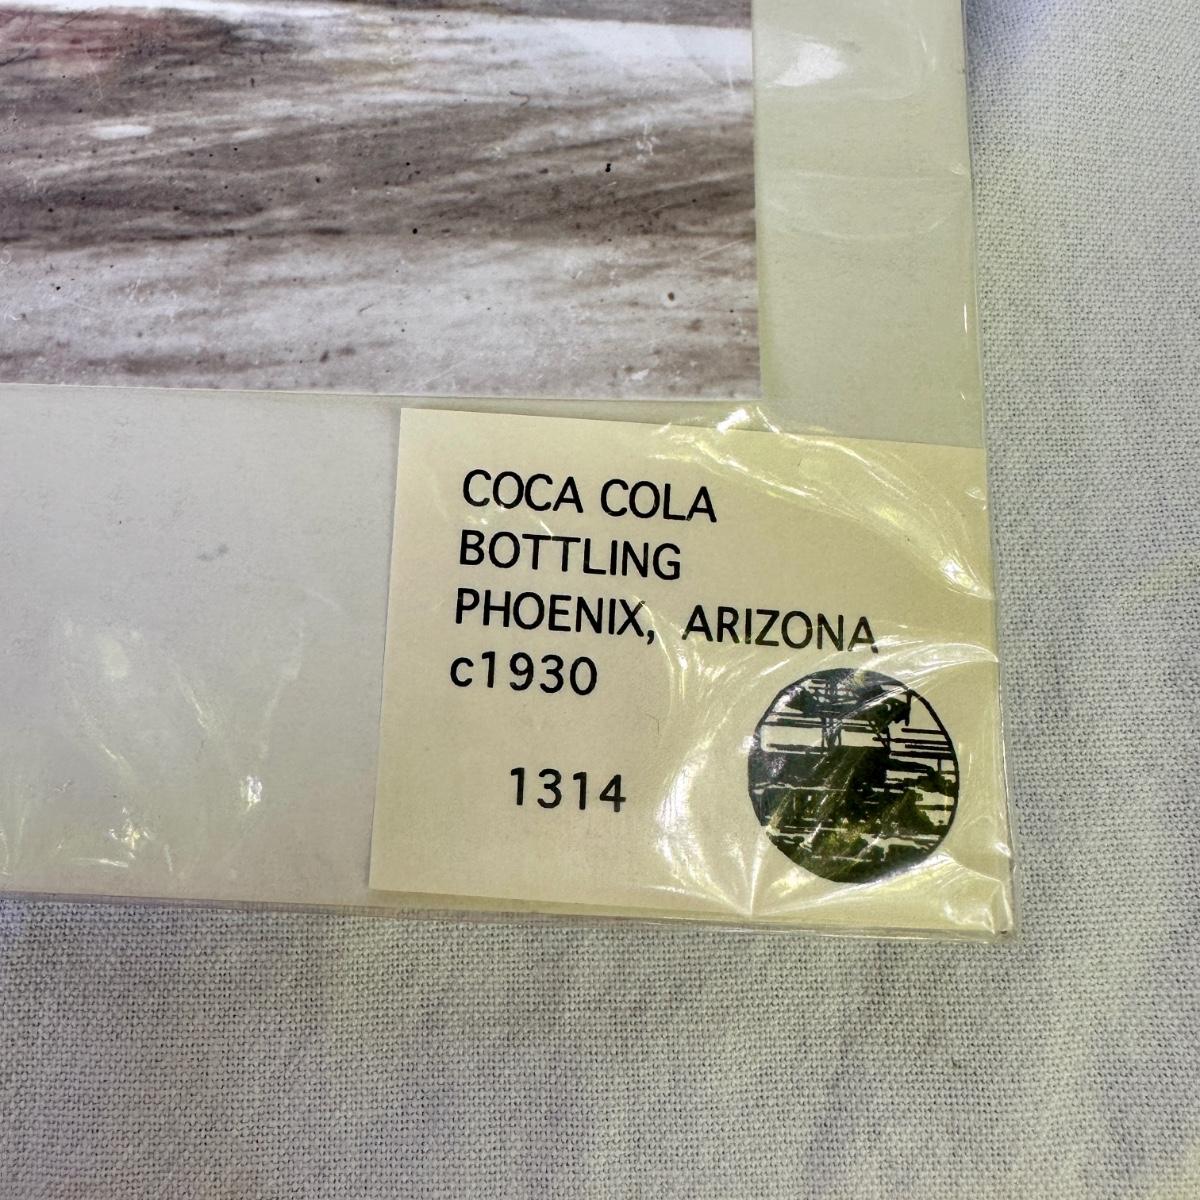 COCA COLA
BOTTLING
PHOENIX, ARIZONA
c1930
1314